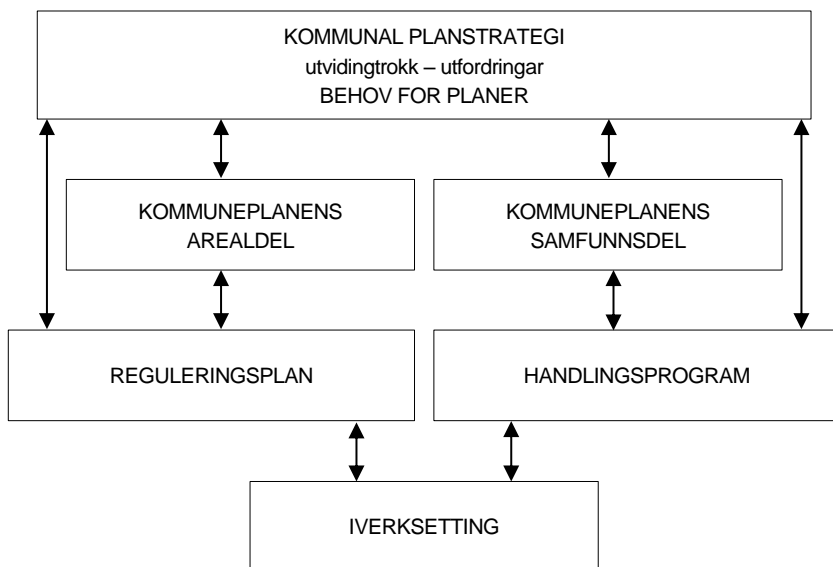 KOMMUNAL PLANSTRATEGI
utvidingtrokk – utfordringar
BEHOV FOR PLANER
KOMMUNEPLANENS
AREALDEL
KOMMUNEPLANENS
SAMFUNNSDEL
REGULERINGSPLAN
HANDLINGSPROGRAM
IVERKSETTING